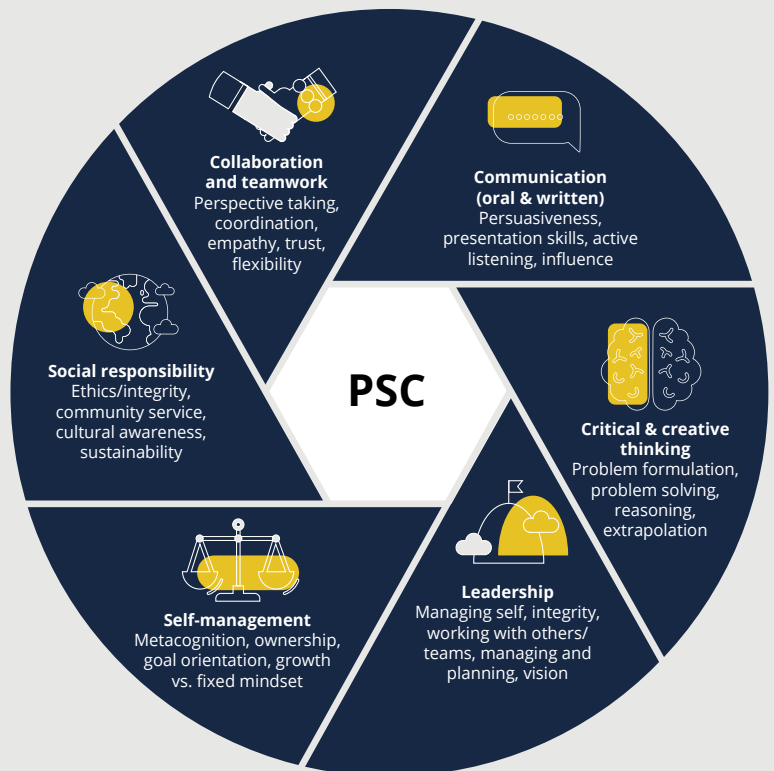 Collaboration
and teamwork
Perspective taking,
coordination,
empathy, trust,
flexibility
Communication
(oral & written)
Persuasiveness,
presentation skills, active
listening, influence
Social responsibility
Ethics/integrity,
community service,
cultural awareness,
sustainability
PSC
Critical & creative
thinking
Problem formulation,
problem solving,
reasoning,
extrapolation
Self-management
Metacognition, ownership,
goal orientation, growth
vs. fixed mindset
Leadership
Managing self, integrity,
working with others/
teams, managing and
planning, vision